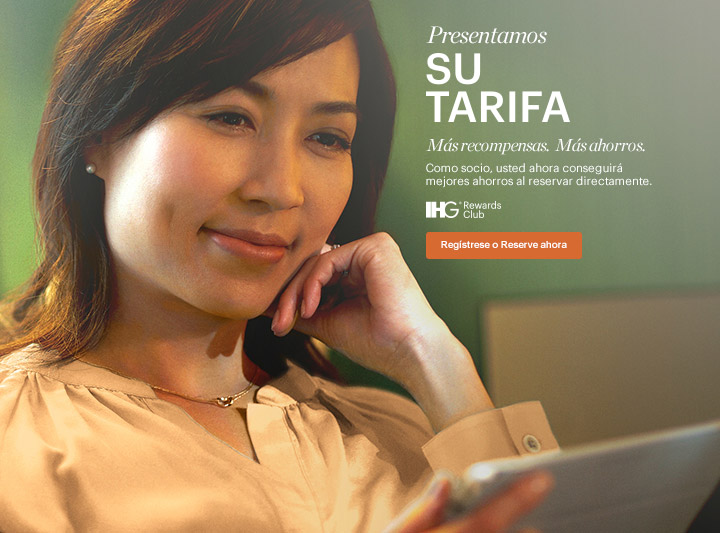 Presentamos
SU
TARIFA
Más recompensas. Más ahorros.
Como socio, usted ahora conseguirá
mejores ahorros al reservar directamente.
IHG® Rewards
Club
Regístrese o Reserve ahora